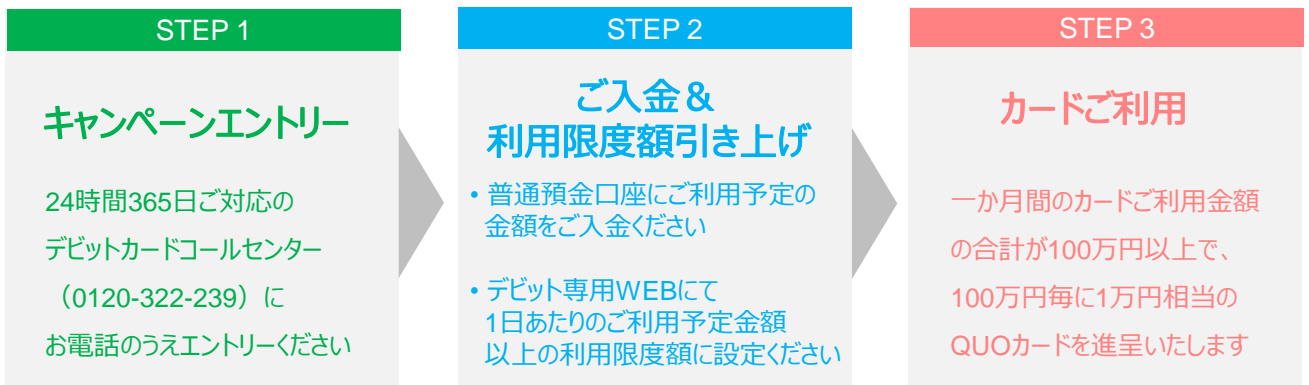 STEP 1
キャンペーンエントリー
24時間365日ご対応の
デビットカードコールセンター
（0120-322-239）に
お電話のうえエントリーください
STEP 2
ご入金＆
利用限度額引き上げ
• 普通預金口座にご利用予定の
金額をご入金ください
• デビット専用WEBにて
1日あたりのご利用予定金額
以上の利用限度額に設定ください
STEP 3
カードご利用
一か月間のカードご利用金額
の合計が100万円以上で、
100万円毎に1万円相当の
QUOカードを進呈いたします